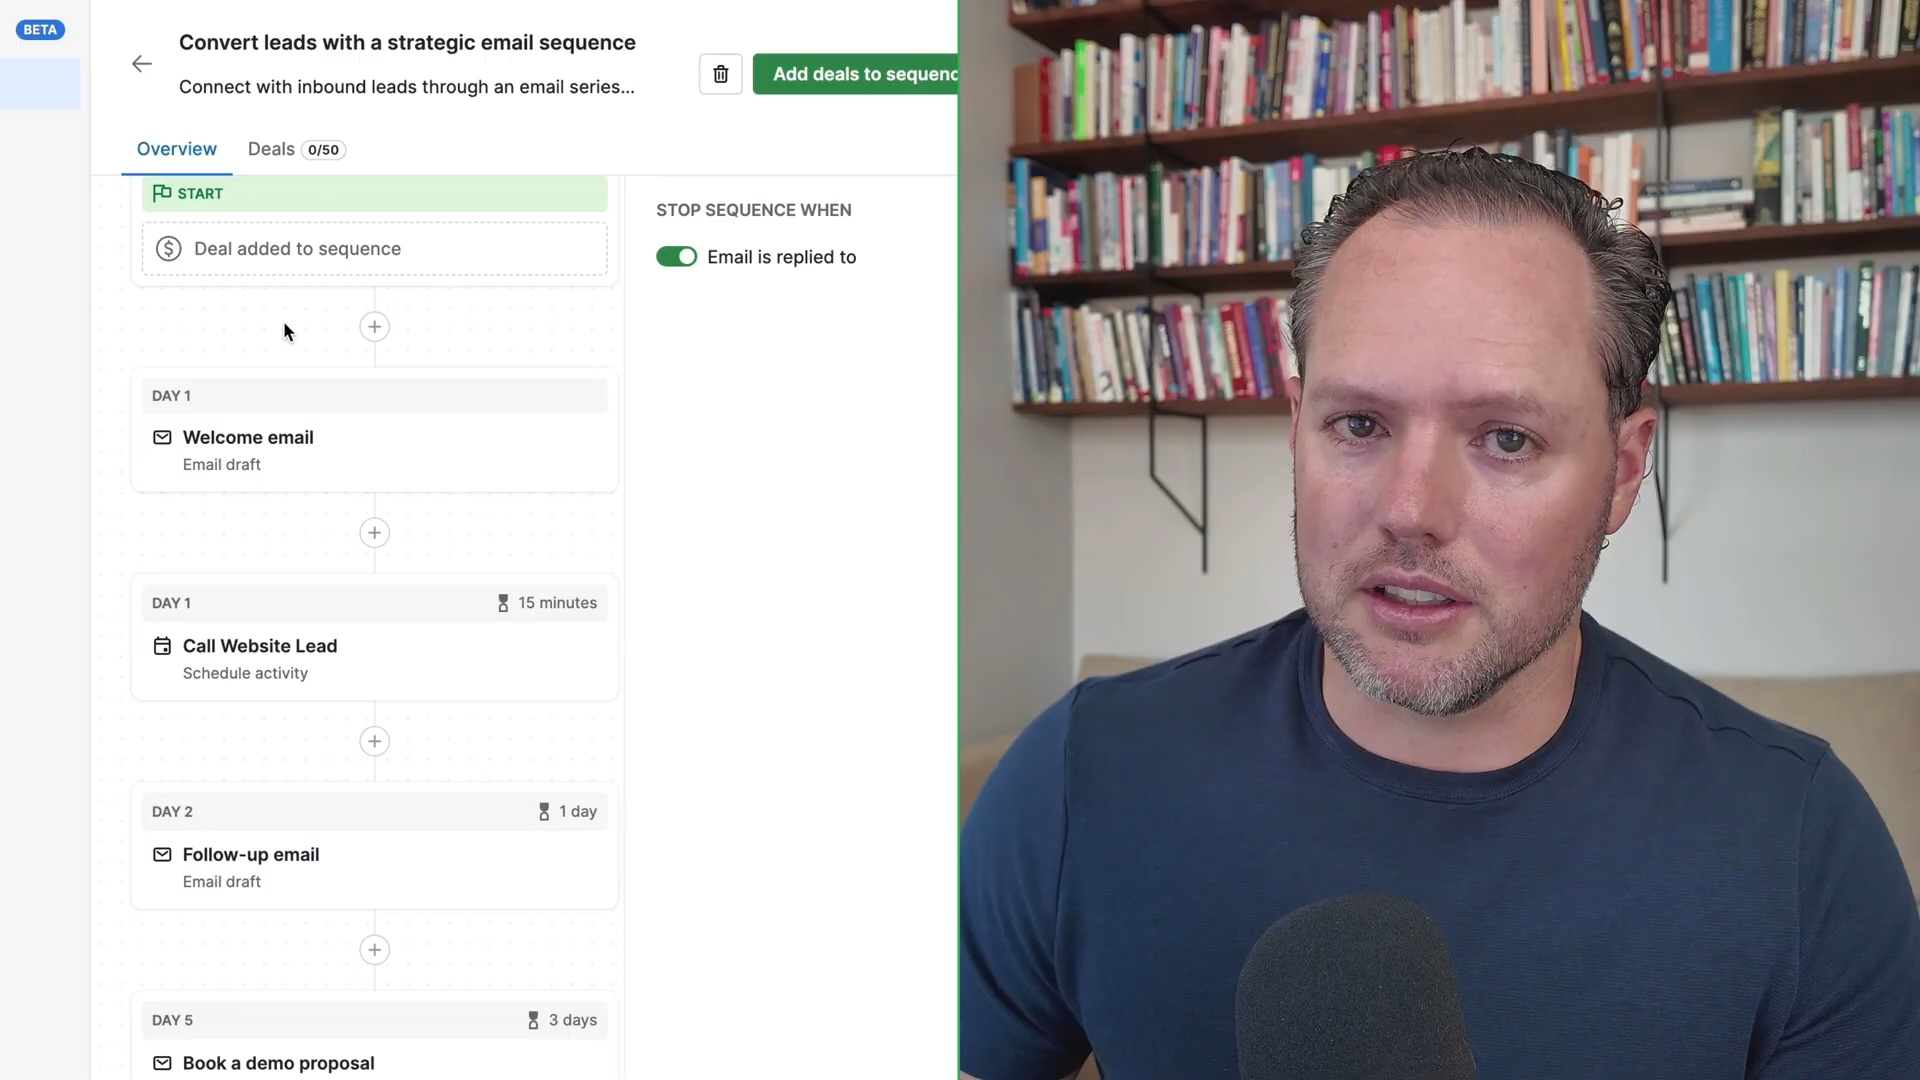 BETA
Convert leads with a strategic email sequence
Connect with inbound leads through an email series...
Add deals to sequenc
Overview
Deals 0/50
START
Deal added to sequence
STOP SEQUENCE WHEN
Email is replied to
DAY 1
Welcome email
Email draft
DAY 1
15 minutes
Call Website Lead
Schedule activity
DAY 2
1 day
Follow-up email
Email draft
DAY 5
3 days
Book a demo proposal